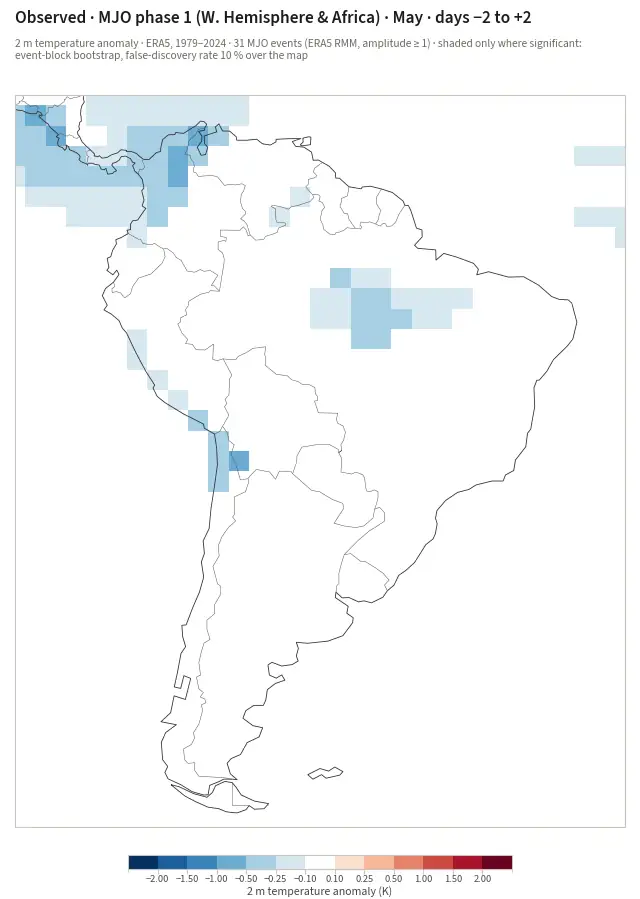 Observed · MJO phase 1 (W. Hemisphere & Africa) · May · days −2 to +2
2 m temperature anomaly · ERA5, 1979–2024 · 31 MJO events (ERA5 RMM, amplitude ≥ 1) · shaded only where significant:
event-block bootstrap, false-discovery rate 10 % over the map
−2.00 −1.50 −1.00 −0.50 −0.25 −0.10 0.10 0.25 0.50 1.00 1.50 2.00
2 m temperature anomaly (K)